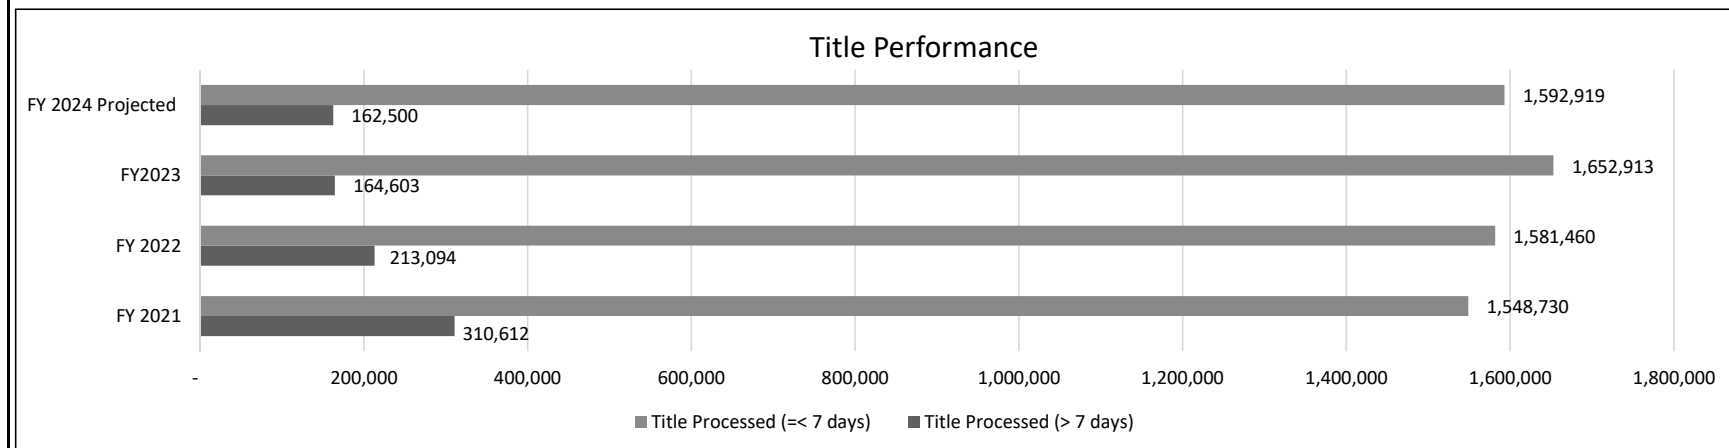 Title Performance
FY 2024 Projected
1,592,919
162,500
FY2023
1,652,913
164,603
FY 2022
1,581,460
213,094
FY 2021
1,548,730
310,612
- 200,000 400,000 600,000 800,000 1,000,000 1,200,000 1,400,000 1,600,000 1,800,000
Title Processed (=< 7 days) Title Processed (> 7 days)